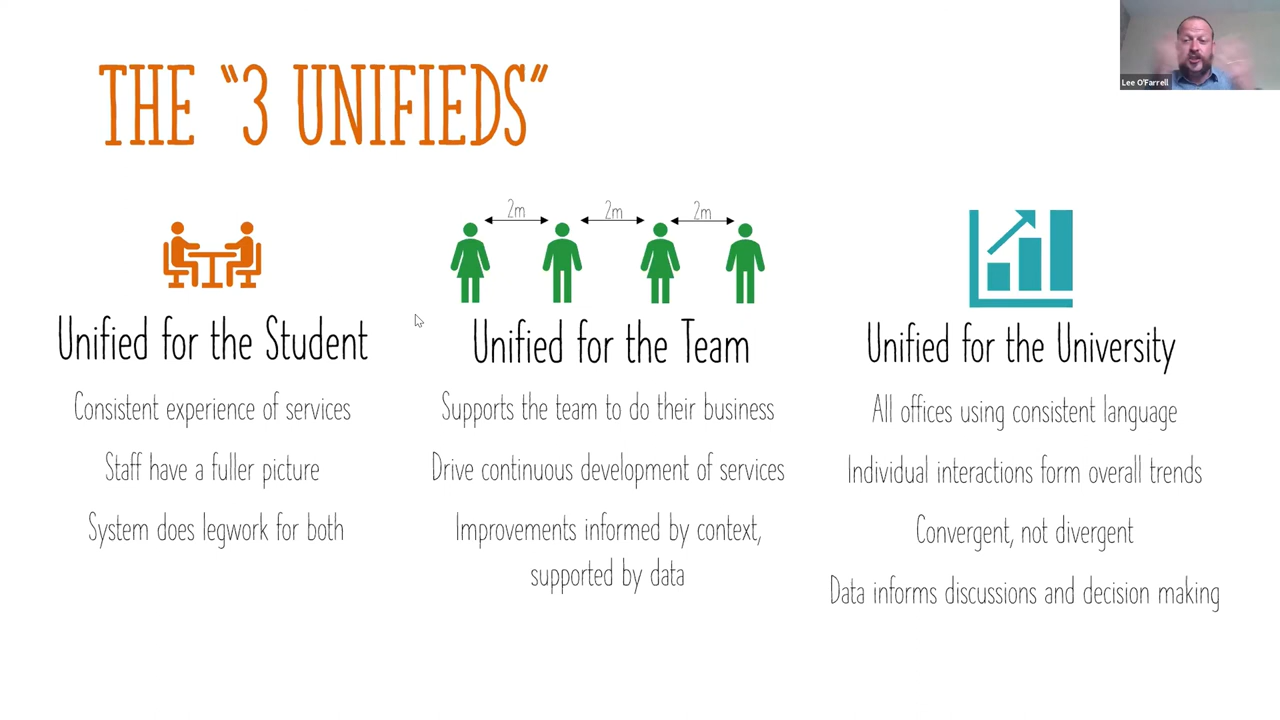 Lee O'Farrell
THE "3 UNIFIEDS"
2m
2m
2m
Unified for the Student
Consistent experience of services
Staff have a fuller picture
System does legwork for both
Unified for the Team
Supports the team to do their business
Drive continuous development of services
Improvements informed by context,
supported by data
Unified for the University
All offices using consistent language
Individual interactions form overall trends
Convergent, not divergent
Data informs discussions and decision making